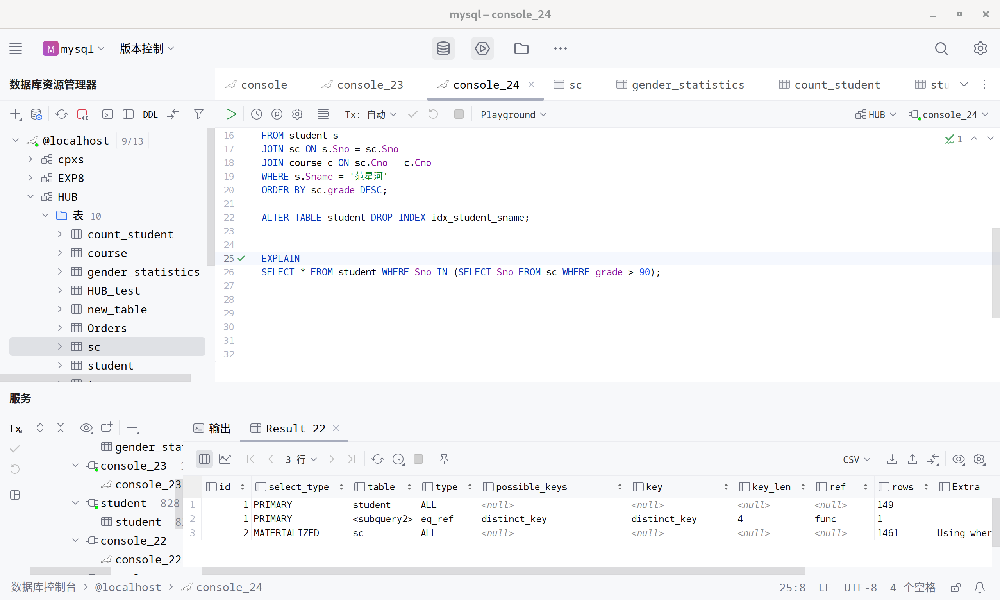 mysql – console_24
M mysql 版本控制
数据库资源管理器
console console_23 console_24 sc gender_statistics count_student
DDL
Tx: 自动 Playground HUB console_24
@localhost 9/13
cpxs
EXP8
HUB
表 10
count_student
course
gender_statistics
HUB_test
new_table
Orders
sc
student
16 FROM student s
17 JOIN sc ON s.Sno = sc.Sno
18 JOIN course c ON sc.Cno = c.Cno
19 WHERE s.Sname = '范星河'
20 ORDER BY sc.grade DESC;
21
22 ALTER TABLE student DROP INDEX idx_student_sname;
23
24
25 EXPLAIN
26 SELECT * FROM student WHERE Sno IN (SELECT Sno FROM sc WHERE grade > 90);
27
28
29
30
31
32
1
服务
Tx
输出 Result 22
gender_sta
console_23
console_23
student 828
student
console_22
console_22
3 行 CSV
id select_type table type possible_keys key key_len ref rows Extra
1 1 PRIMARY student ALL <null> <null> <null> <null> 149
2 1 PRIMARY <subquery2> eq_ref distinct_key distinct_key 4 func 1
3 2 MATERIALIZED sc ALL <null> <null> <null> <null> 1461 Using wher
数据库控制台 > @localhost > console_24
25:8 LF UTF-8 4 个空格